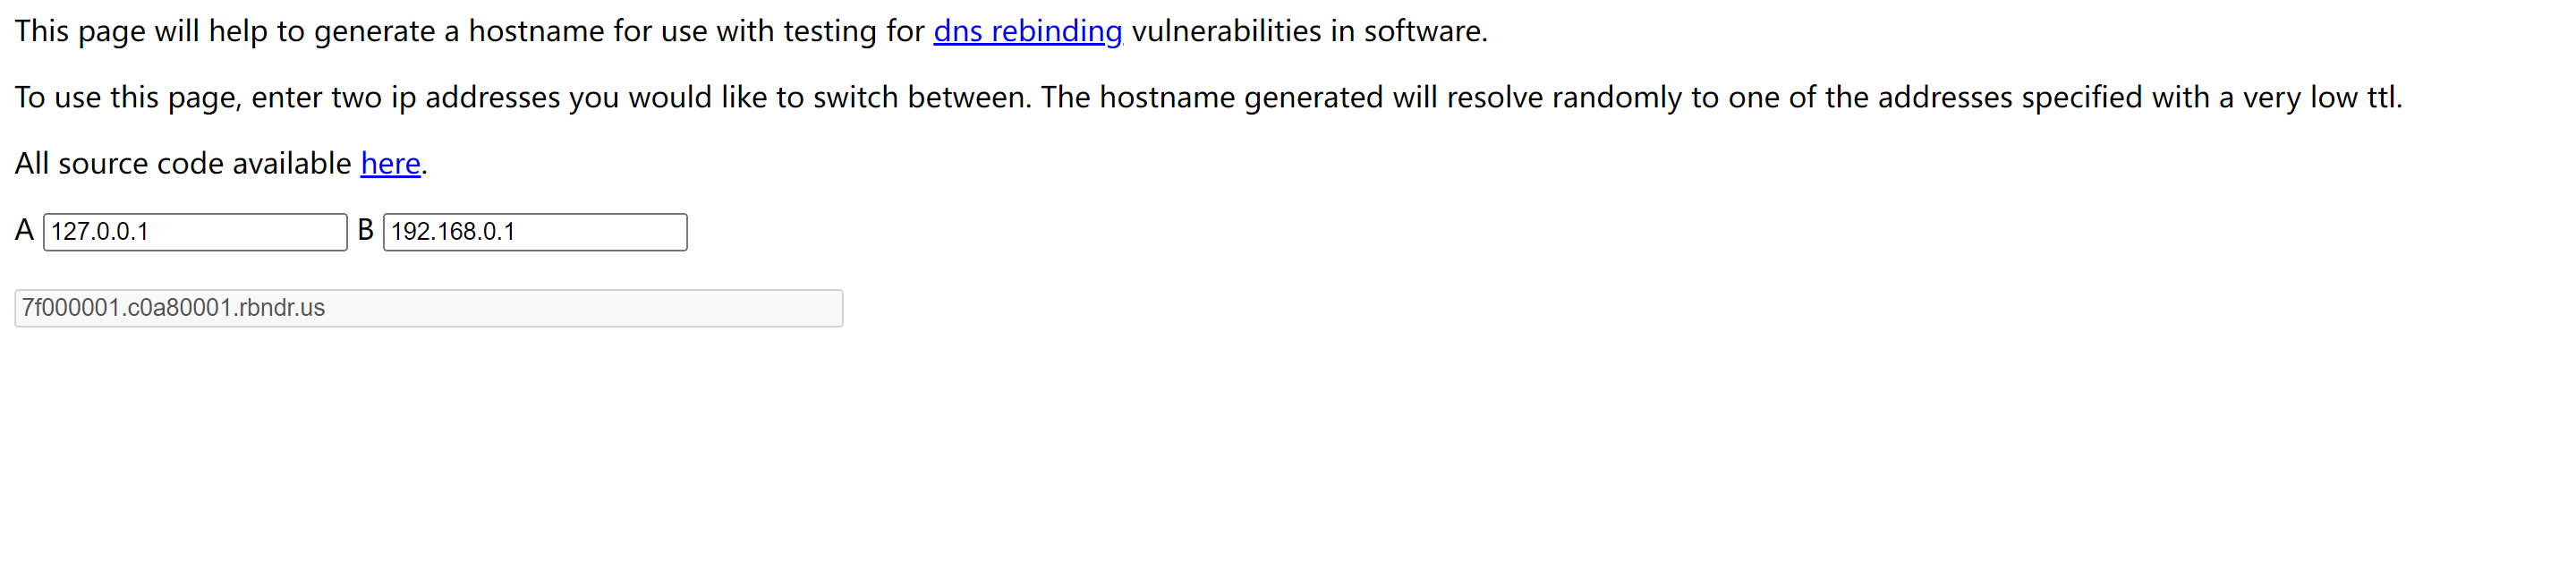 This page will help to generate a hostname for use with testing for dns rebinding vulnerabilities in software.
To use this page, enter two ip addresses you would like to switch between. The hostname generated will resolve randomly to one of the addresses specified with a very low ttl.
All source code available here.
A 127.0.0.1 B 192.168.0.1
7f000001.c0a80001.rbndr.us